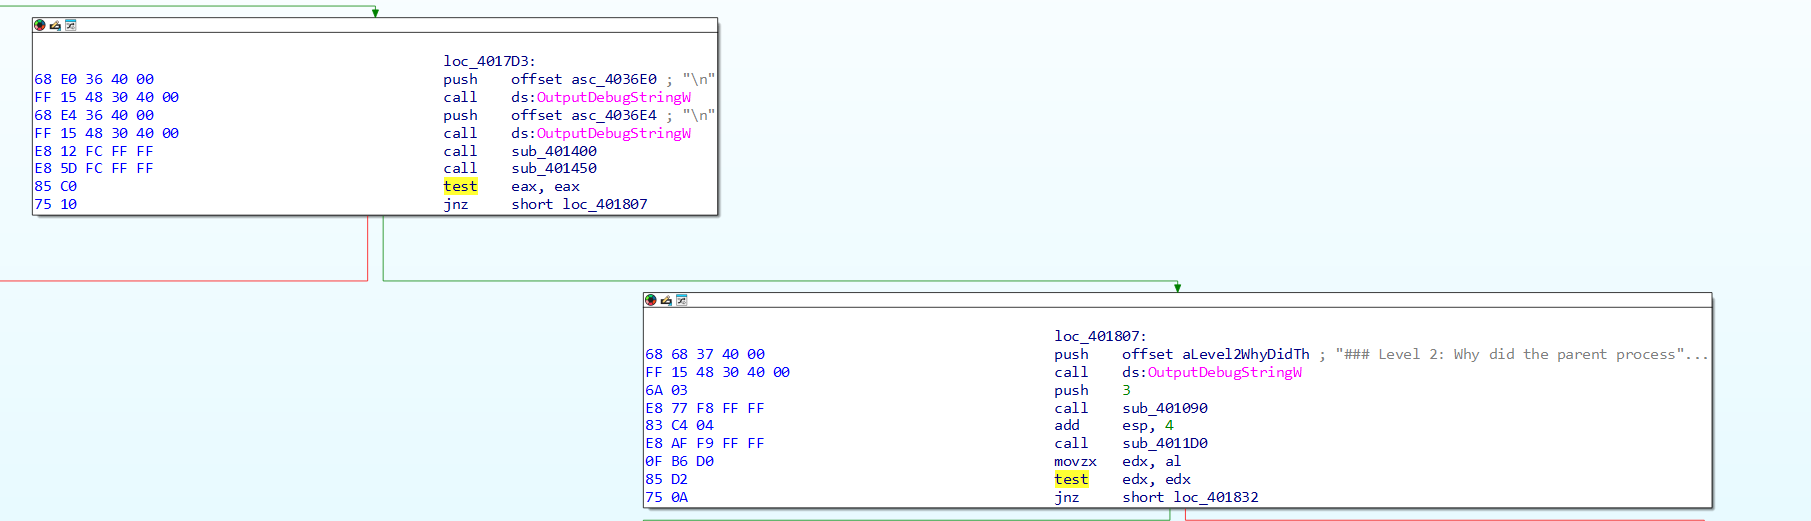 loc_4017D3:
68 E0 36 40 00 push offset asc_4036E0 ; "\n"
FF 15 48 30 40 00 call ds:OutputDebugStringW
68 E4 36 40 00 push offset asc_4036E4 ; "\n"
FF 15 48 30 40 00 call ds:OutputDebugStringW
E8 12 FC FF FF call sub_401400
E8 5D FC FF FF call sub_401450
85 C0 test eax, eax
75 10 jnz short loc_401807
loc_401807:
68 68 37 40 00 push offset aLevel2WhyDidTh ; "### Level 2: Why did the parent process"...
FF 15 48 30 40 00 call ds:OutputDebugStringW
6A 03 push 3
E8 77 F8 FF FF call sub_401090
83 C4 04 add esp, 4
E8 AF F9 FF FF call sub_4011D0
0F B6 D0 movzx edx, al
85 D2 test edx, edx
75 0A jnz short loc_401832